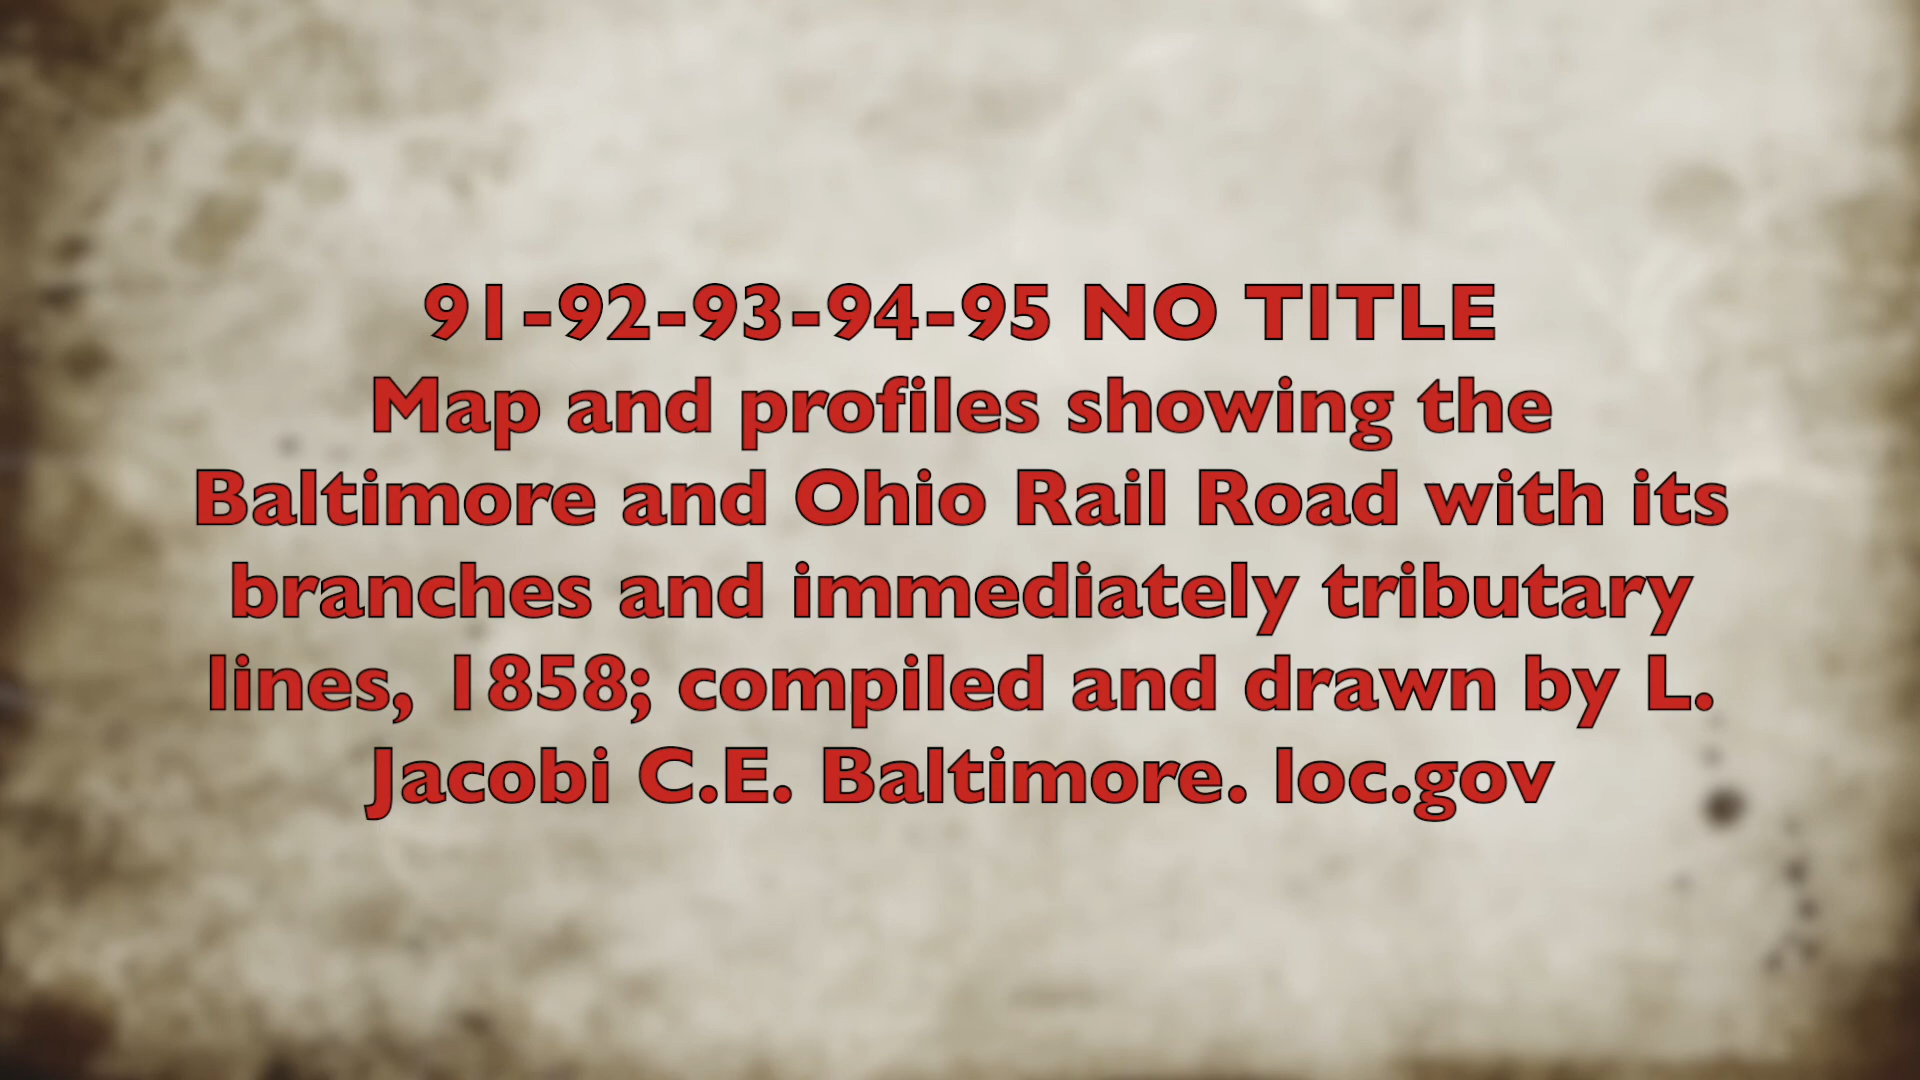 91-92-93-94-95 NO TITLE
Map and profiles showing the
Baltimore and Ohio Rail Road with its
branches and immediately tributary
lines, 1858; compiled and drawn by L.
Jacobi C.E. Baltimore. loc.gov